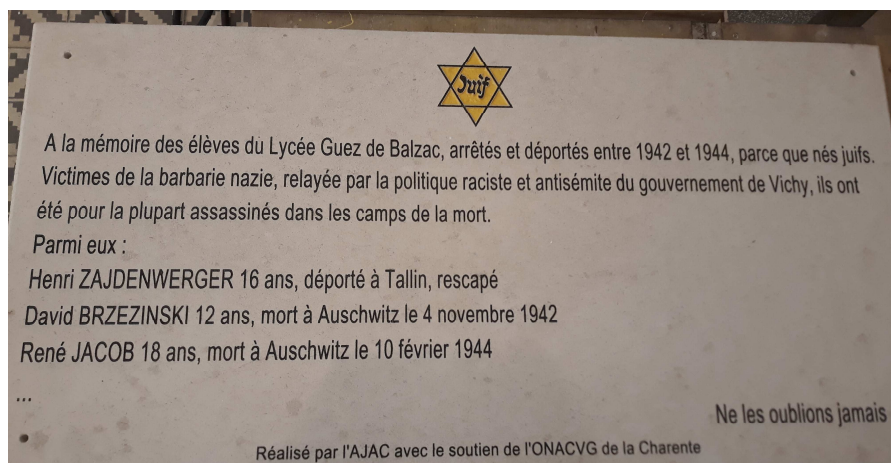 Juif
A la mémoire des élèves du Lycée Guez de Balzac, arrêtés et déportés entre 1942 et 1944, parce que nés juifs.
Victimes de la barbarie nazie, relayée par la politique raciste et antisémite du gouvernement de Vichy, ils ont
été pour la plupart assassinés dans les camps de la mort.
Parmi eux :
Henri ZAJDENWERGER 16 ans, déporté à Tallin, rescapé
David BRZEZINSKI 12 ans, mort à Auschwitz le 4 novembre 1942
René JACOB 18 ans, mort à Auschwitz le 10 février 1944
...
Ne les oublions jamais
Réalisé par l'AJAC avec le soutien de l'ONACVG de la Charente